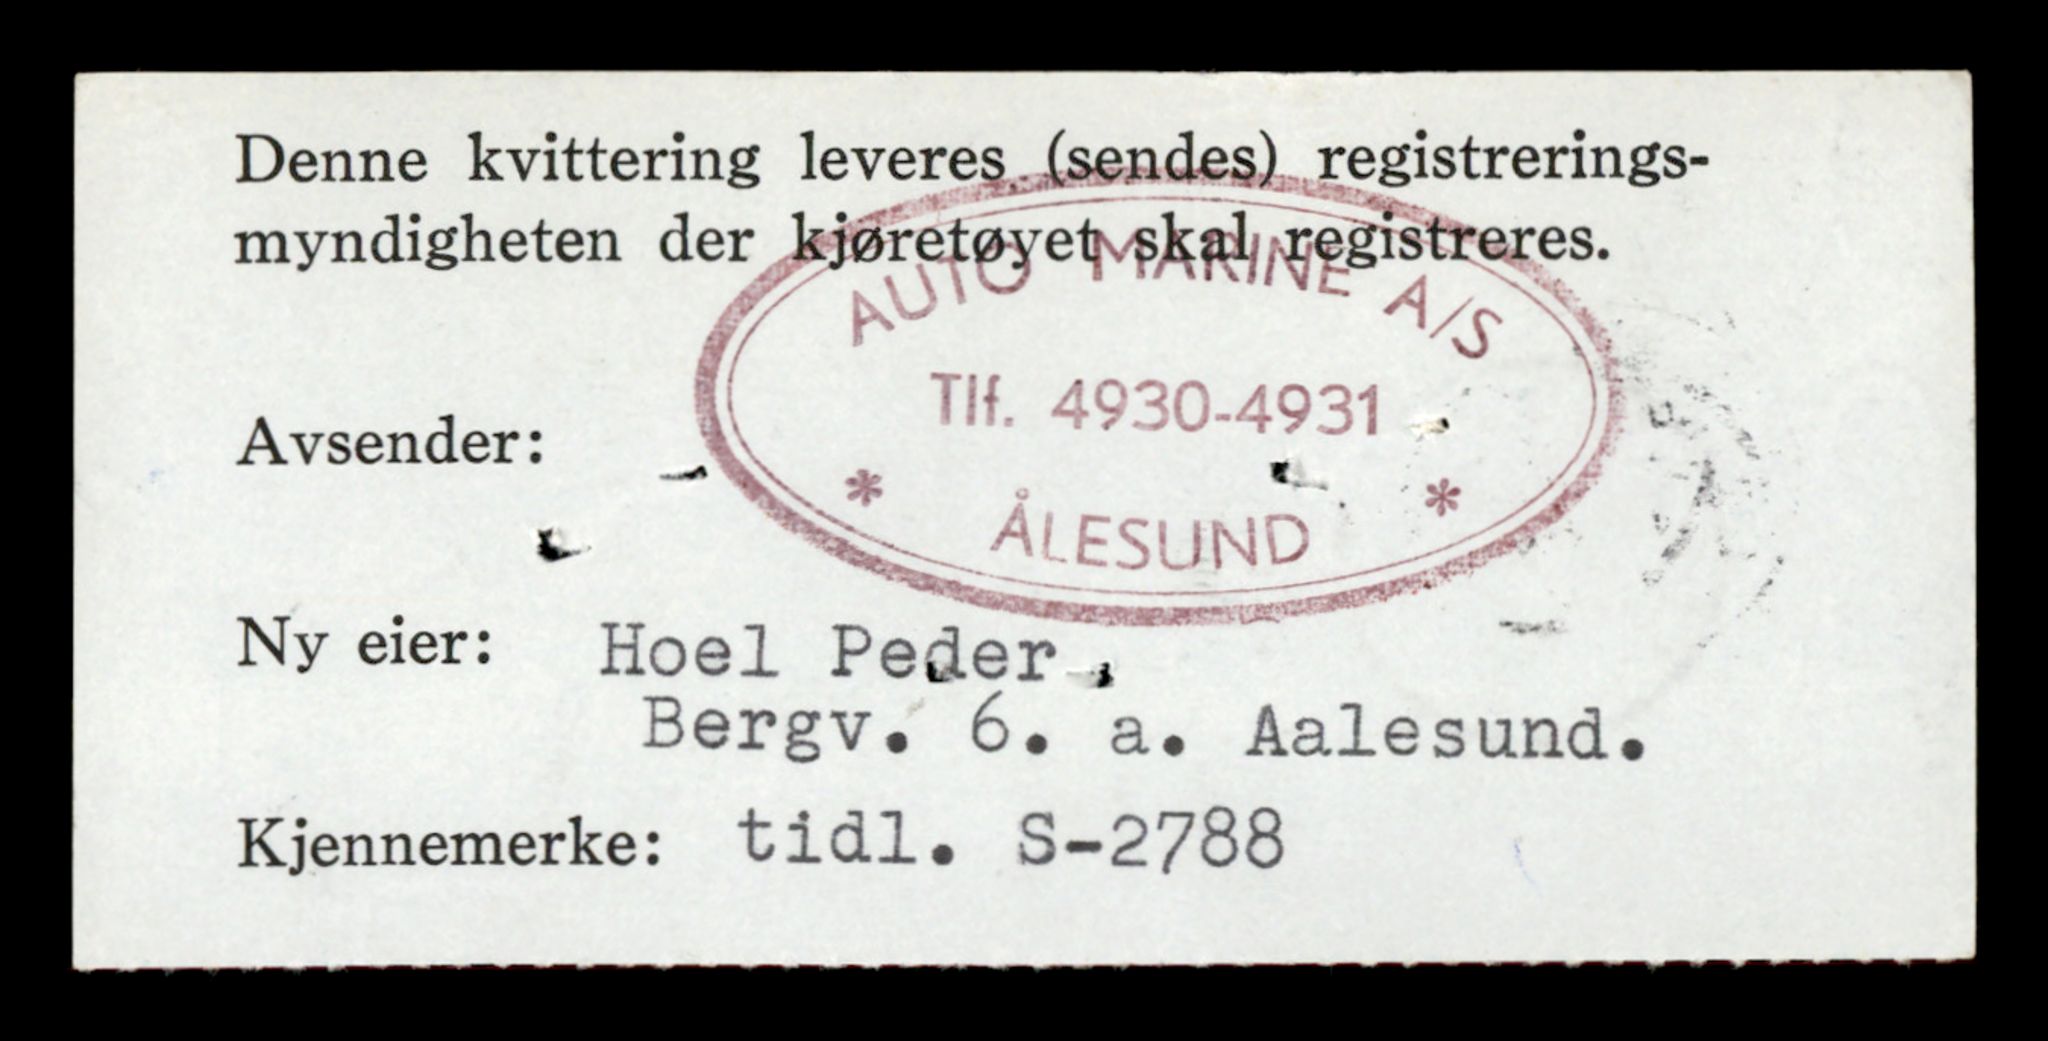 Denne kvittering leveres (sendes) registrerings-
myndigheten der kjøretøyet skal registreres.
AUTO MARINE A/S
Tlf. 4930-4931
* ÅLESUND *
Avsender:
Ny eier: Hoel Peder.
Bergv. 6. a. Aalesund.
Kjennemerke: tidl. S-2788